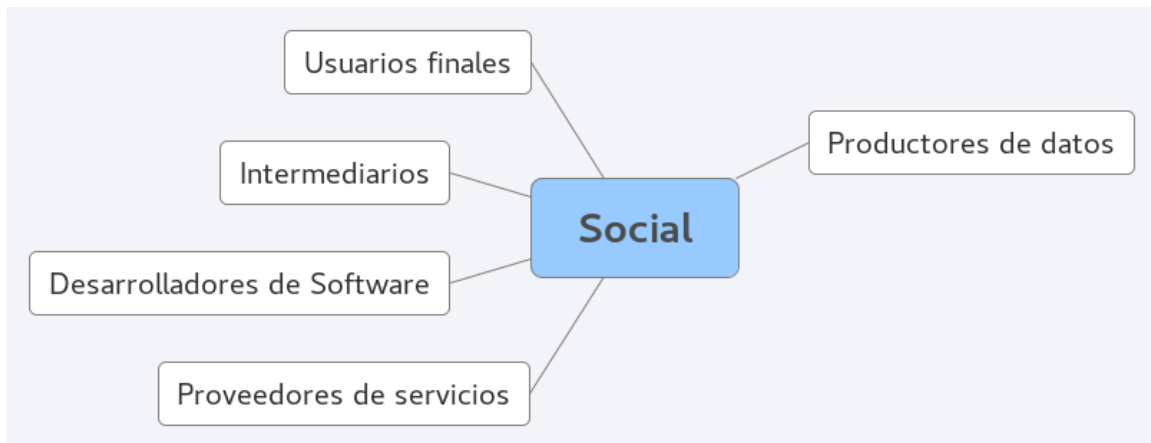 Usuarios finales
Productores de datos
Intermediarios
Social
Desarrolladores de Software
Proveedores de servicios